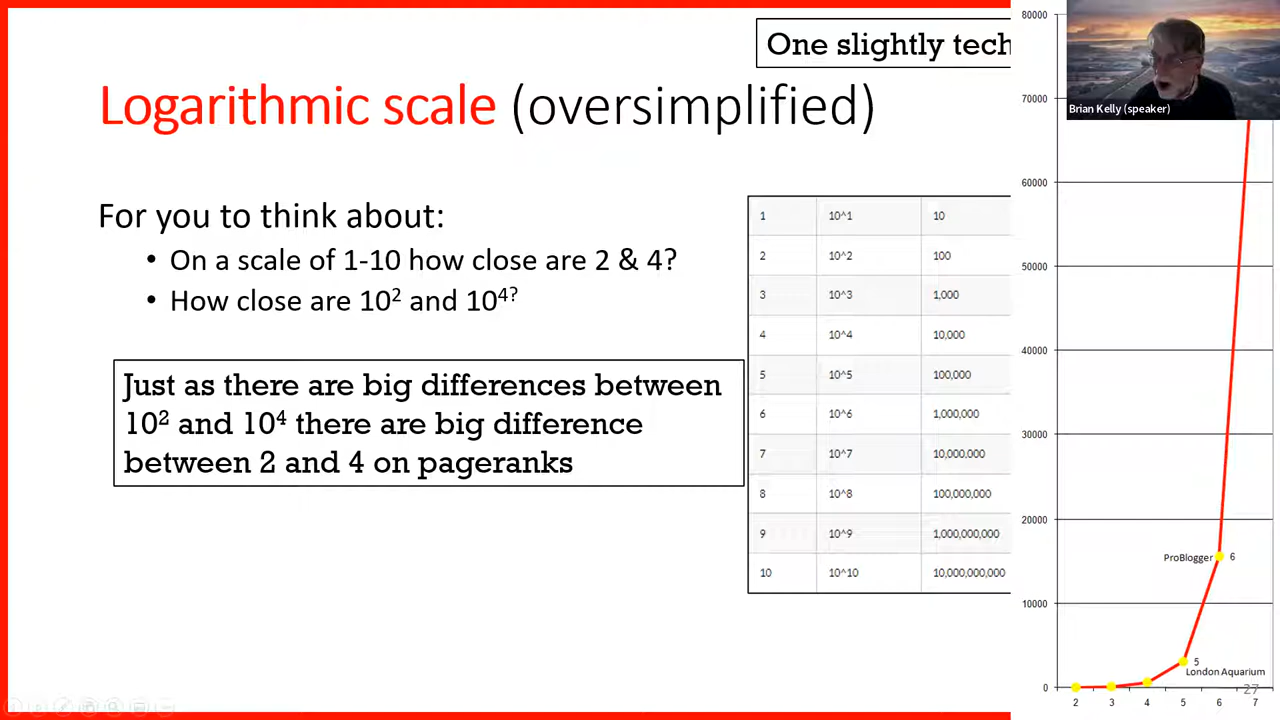 One slightly tech
Logarithmic scale (oversimplified)
For you to think about:
• On a scale of 1-10 how close are 2 & 4?
• How close are 10² and 10⁴?
Just as there are big differences between
10² and 10⁴ there are big difference
between 2 and 4 on pageranks
1 10^1 10
2 10^2 100
3 10^3 1,000
4 10^4 10,000
5 10^5 100,000
6 10^6 1,000,000
7 10^7 10,000,000
8 10^8 100,000,000
9 10^9 1,000,000,000
10 10^10 10,000,000,000
Brian Kelly (speaker)
80000
70000
60000
50000
40000
30000
20000
10000
0
ProBlogger 6
5
London Aquarium
27
2 3 4 5 6 7